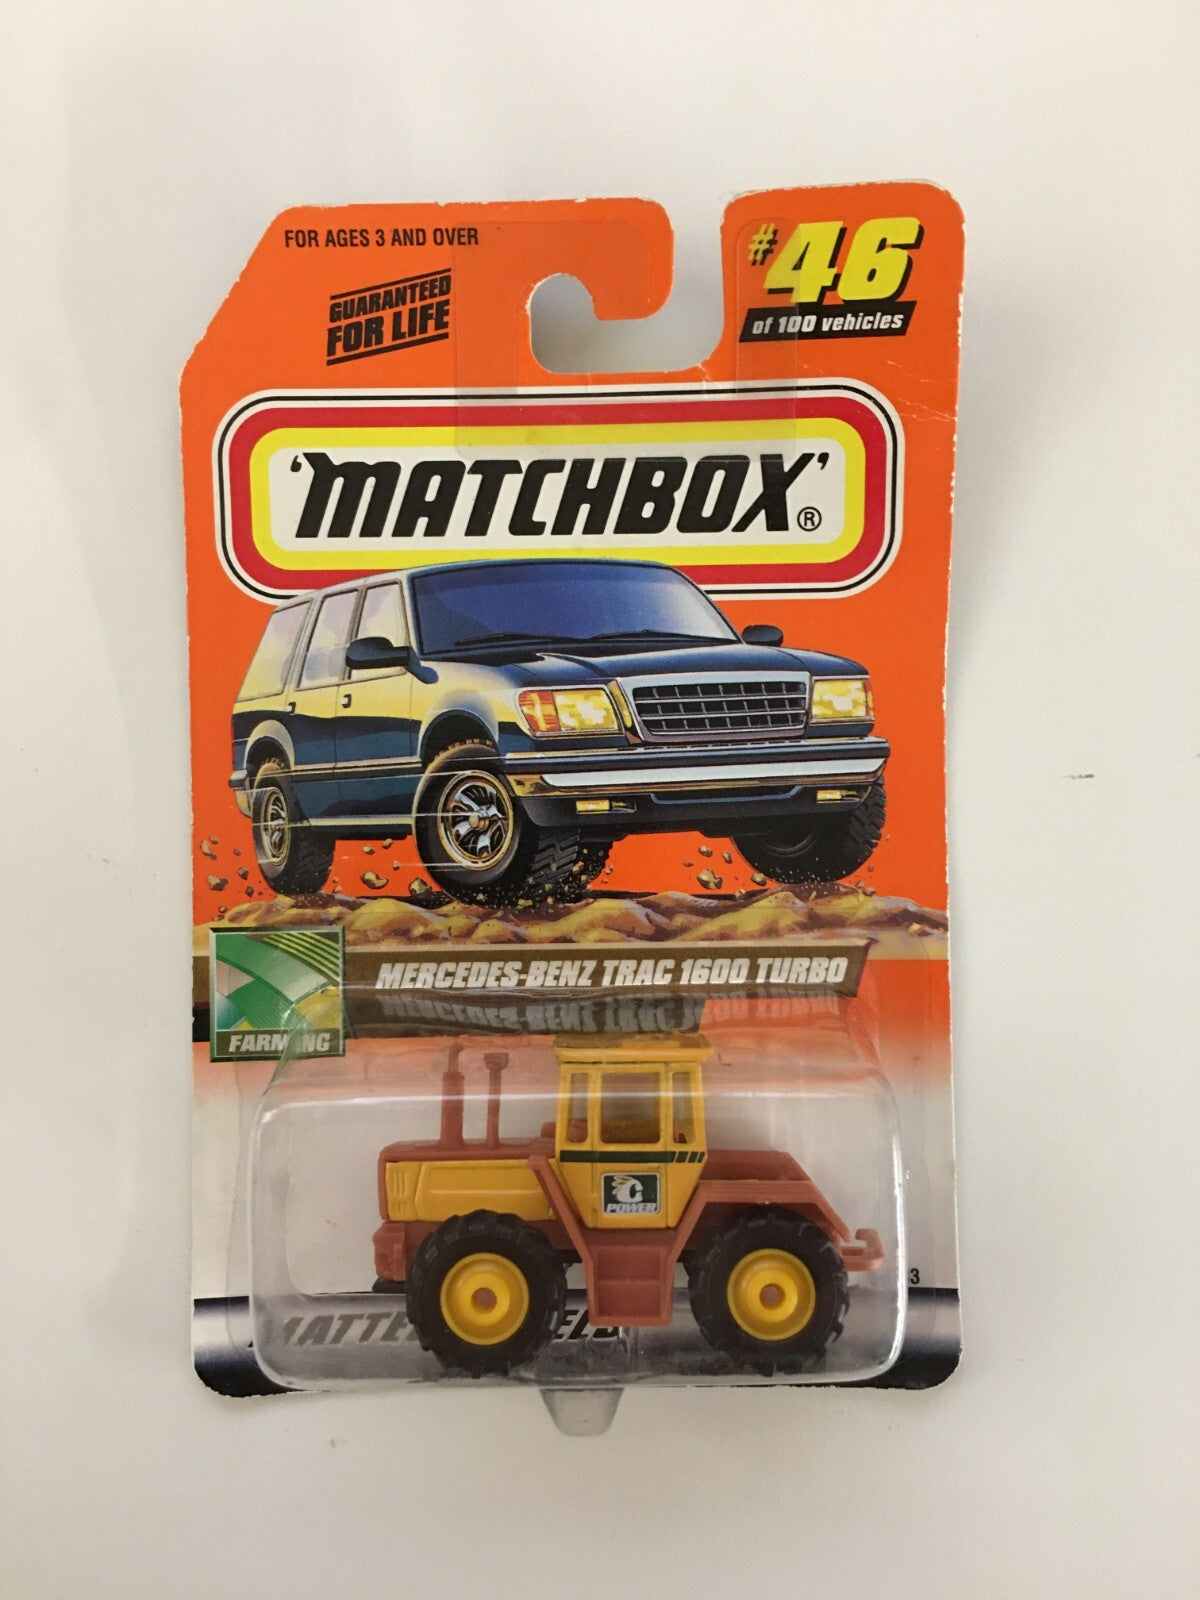 FOR AGES 3 AND OVER
GUARANTEED
FOR LIFE
#46
of 100 vehicles
'MATCHBOX'®
MERCEDES-BENZ TRAC 1600 TURBO
FARMING
C
POWER